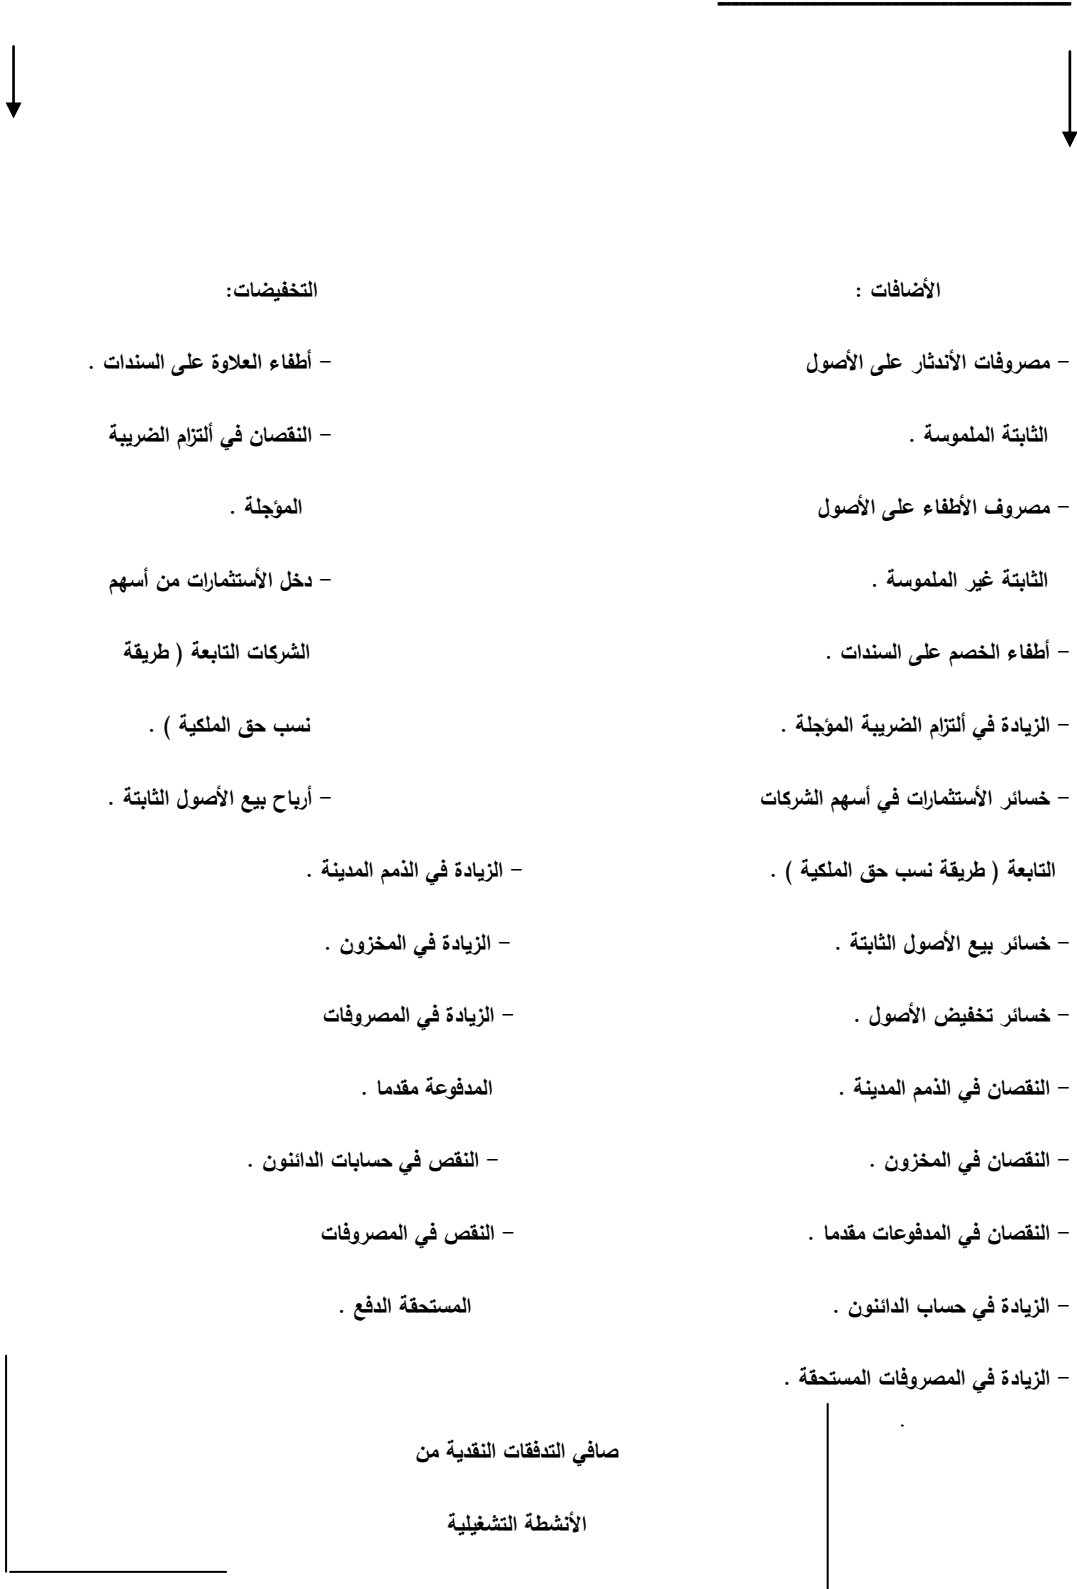 الأضافات :
– مصروفات الأندثار على الأصول
الثابتة الملموسة .
– مصروف الأطفاء على الأصول
الثابتة غير الملموسة .
– أطفاء الخصم على السندات .
– الزيادة في ألتزام الضريبة المؤجلة .
– خسائر الأستثمارات في أسهم الشركات
التابعة ( طريقة نسب حق الملكية ) .
– خسائر بيع الأصول الثابتة .
– خسائر تخفيض الأصول .
– النقصان في الذمم المدينة .
– النقصان في المخزون .
– النقصان في المدفوعات مقدما .
– الزيادة في حساب الدائنون .
– الزيادة في المصروفات المستحقة .
.
التخفيضات:
– أطفاء العلاوة على السندات .
– النقصان في ألتزام الضريبة
المؤجلة .
– دخل الأستثمارات من أسهم
الشركات التابعة ( طريقة
نسب حق الملكية ) .
– أرباح بيع الأصول الثابتة .
– الزيادة في الذمم المدينة .
– الزيادة في المخزون .
– الزيادة في المصروفات
المدفوعة مقدما .
– النقص في حسابات الدائنون .
– النقص في المصروفات
المستحقة الدفع .
صافي التدفقات النقدية من
الأنشطة التشغيلية